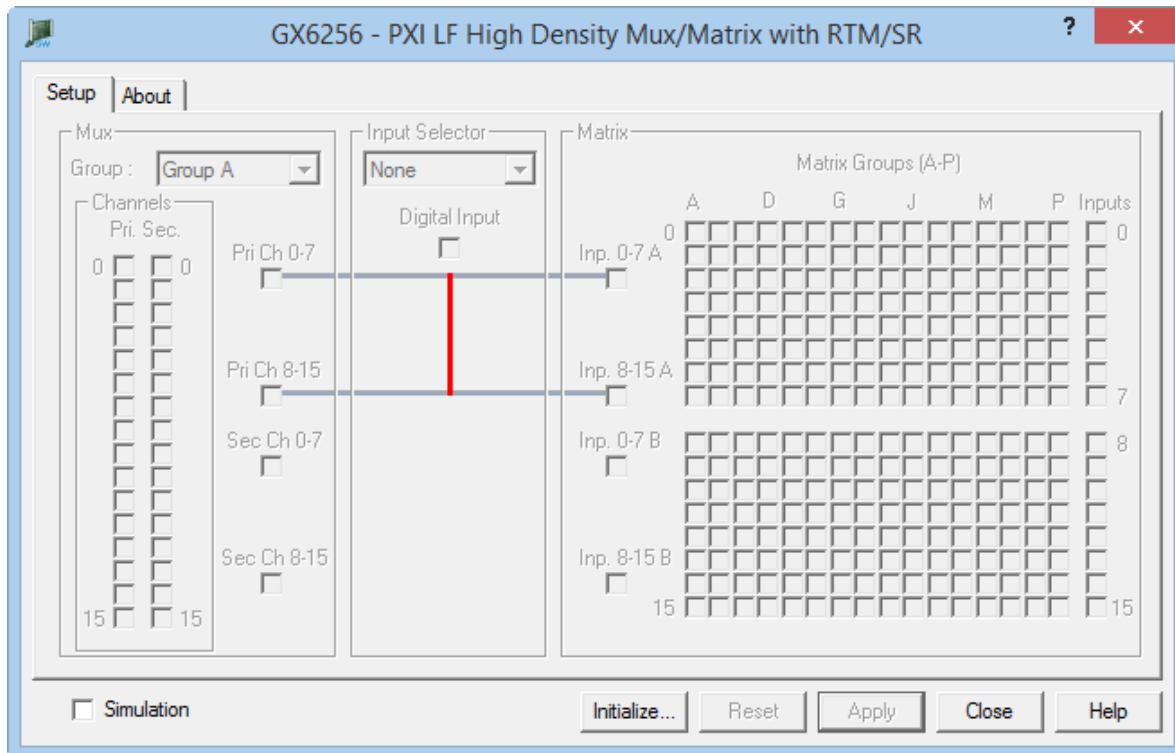 GX6256 - PXI LF High Density Mux/Matrix with RTM/SR
?
SW
Setup
About
Mux
Group :
Group A
Channels
Pri. Sec.
0
0
15
15
Pri Ch 0-7
Pri Ch 8-15
Sec Ch 0-7
Sec Ch 8-15
Input Selector
None
Digital Input
Matrix
Matrix Groups (A-P)
A D G J M P Inputs
0
0
Inp. 0-7 A
Inp. 8-15 A
7
Inp. 0-7 B
8
Inp. 8-15 B
15
15
Simulation
Initialize...
Reset
Apply
Close
Help